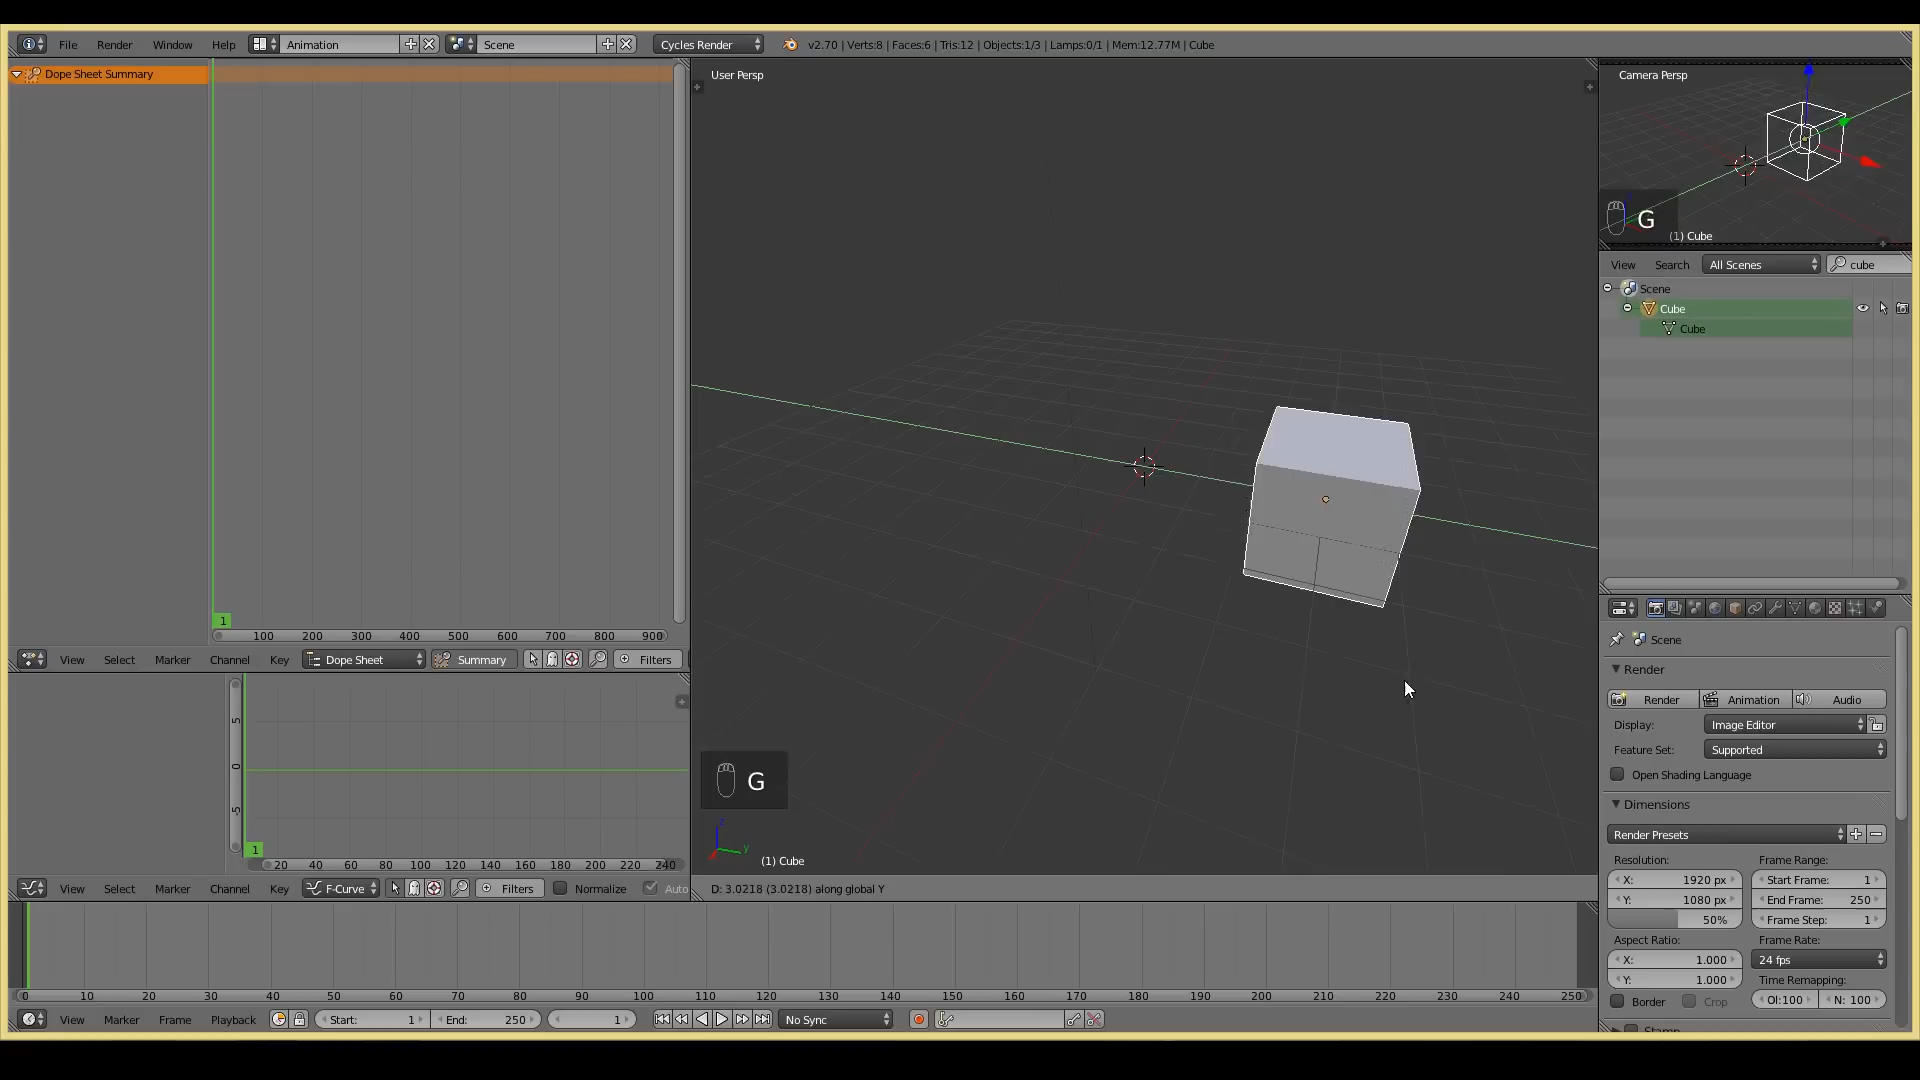 File Render Window Help Animation Scene Cycles Render v2.70 | Verts:8 | Faces:6 | Tris:12 | Objects:1/3 | Lamps:0/1 | Mem:12.77M | Cube
Dope Sheet Summary
1
100 200 300 400 500 600 700 800 900
View Select Marker Channel Key Dope Sheet Summary Filters
5
0
-5
1
20 40 60 80 100 120 140 160 180 200 220 240
View Select Marker Channel Key F-Curve Filters Normalize Auto
User Persp
G
z
y
(1) Cube
D: 3.0218 (3.0218) along global Y
Camera Persp
G
(1) Cube
View Search All Scenes cube
Scene
Cube
Cube
Scene
Render
Render Animation Audio
Display: Image Editor
Feature Set: Supported
Open Shading Language
Dimensions
Render Presets
Resolution: Frame Range:
X: 1920 px Start Frame: 1
Y: 1080 px End Frame: 250
50% Frame Step: 1
Aspect Ratio: Frame Rate:
X: 1.000 24 fps
Y: 1.000 Time Remapping:
Border Crop Ol:100 N: 100
Stamp
0 10 20 30 40 50 60 70 80 90 100 110 120 130 140 150 160 170 180 190 200 210 220 230 240 250
View Marker Frame Playback Start: 1 End: 250 1 No Sync